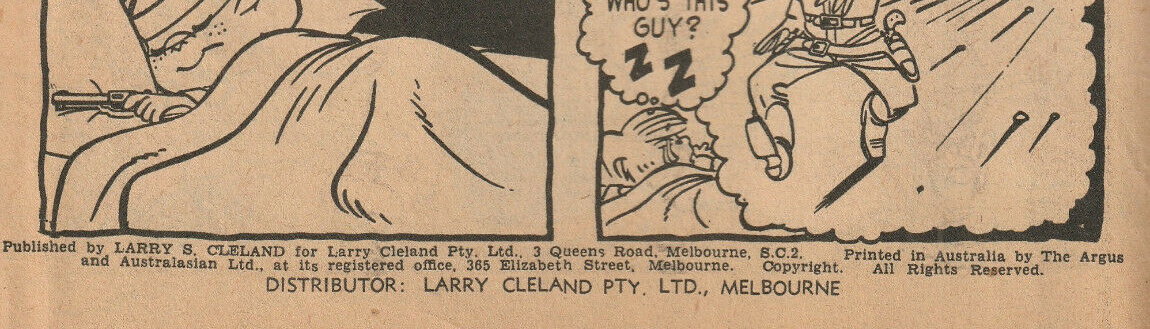 WHO'S THIS
GUY?
Z Z
Published by LARRY S. CLELAND for Larry Cleland Pty. Ltd., 3 Queens Road, Melbourne, S.C.2. Printed in Australia by The Argus
and Australasian Ltd., at its registered office, 365 Elizabeth Street, Melbourne. Copyright. All Rights Reserved.
DISTRIBUTOR: LARRY CLELAND PTY. LTD., MELBOURNE